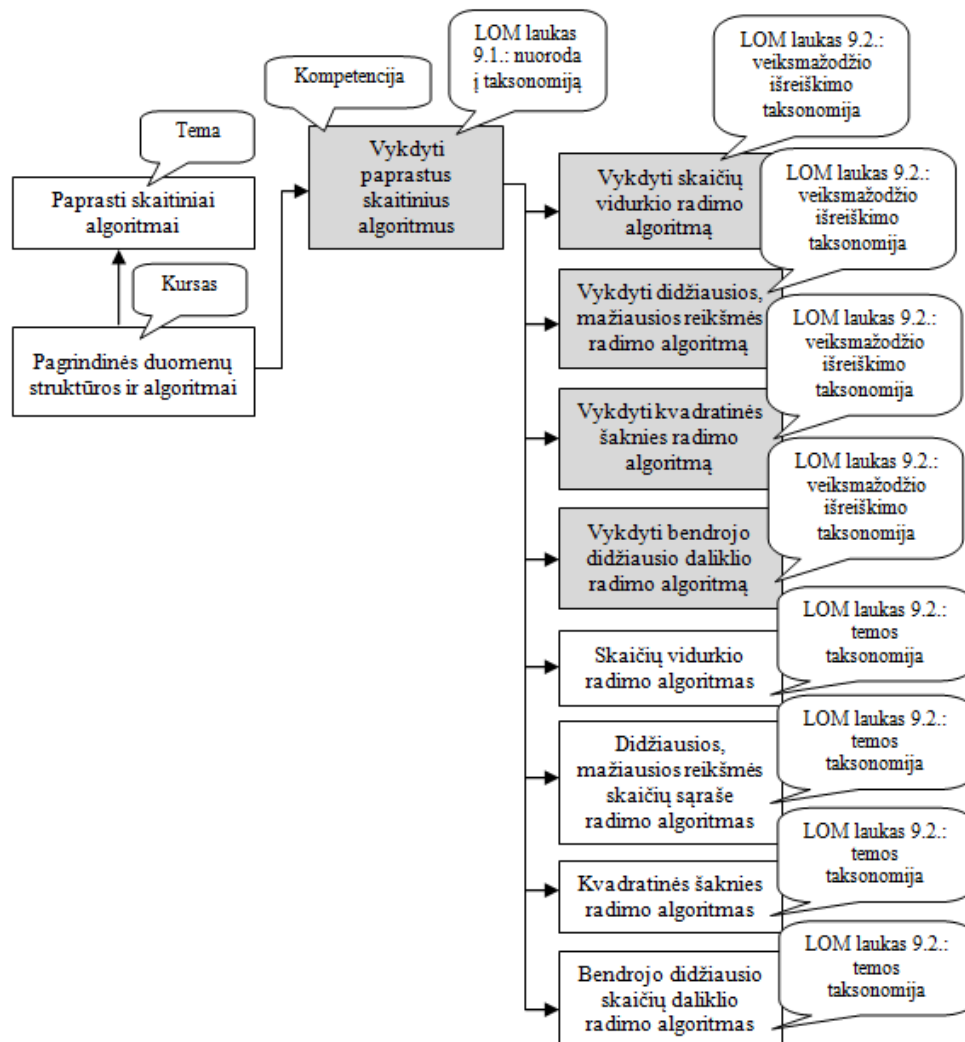 LOM laukas
9.1.: nuoroda
į taksonomiją
Kompetencija
Tema
Vykdyti
paprastus
skaitinius
algoritmus
Paprasti skaitiniai
algoritmai
Kursas
Pagrindinės duomenų
struktūros ir algoritmai
LOM laukas 9.2.:
veiksmažodžio
išreiškimo
taksonomija
Vykdyti skaičių
vidurkio radimo
algoritmą
LOM laukas 9.2.:
veiksmažodžio
išreiškimo
taksonomija
Vykdyti didžiausios,
mažiausios reikšmės
radimo algoritmą
LOM laukas 9.2.:
veiksmažodžio
išreiškimo
taksonomija
Vykdyti kvadratinės
šaknies radimo
algoritmą
LOM laukas 9.2.:
veiksmažodžio
išreiškimo
taksonomija
Vykdyti bendrojo
didžiausio daliklio
radimo algoritmą
LOM laukas 9.2.:
temos
taksonomija
Skaičių vidurkio
radimo algoritmas
LOM laukas 9.2.:
temos
taksonomija
Didžiausios,
mažiausios reikšmės
skaičių sąraše
radimo algoritmas
LOM laukas 9.2.:
temos
taksonomija
Kvadratinės šaknies
radimo algoritmas
LOM laukas 9.2.:
temos
taksonomija
Bendrojo didžiausio
skaičių daliklio
radimo algoritmas